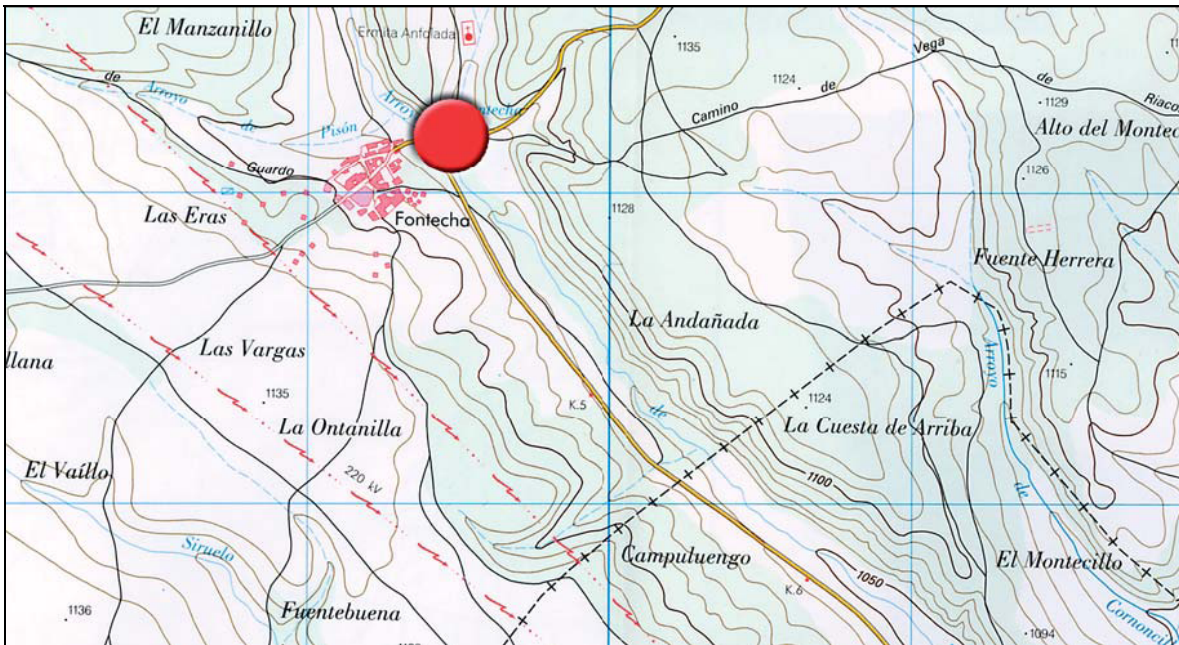 El Manzanillo
Ermita Anfolada
1135
Vega
de
1124
de
Arroyo
de
Pisón
Camino
de
1129
Riacos
Alto del Montec
Guardo
1126
Las Eras
Fontecha
1128
Fuente Herrera
La Andañada
Las Vargas
llana
Arroyo
1115
1135
K.5
1124
La Ontanilla
de
La Cuesta de Arriba
El Vaíllo
220 kV
1100
de
Siruelo
Campuluengo
El Montecillo
1050
K.6
Fuentebuena
1136
Cornoncil
1094